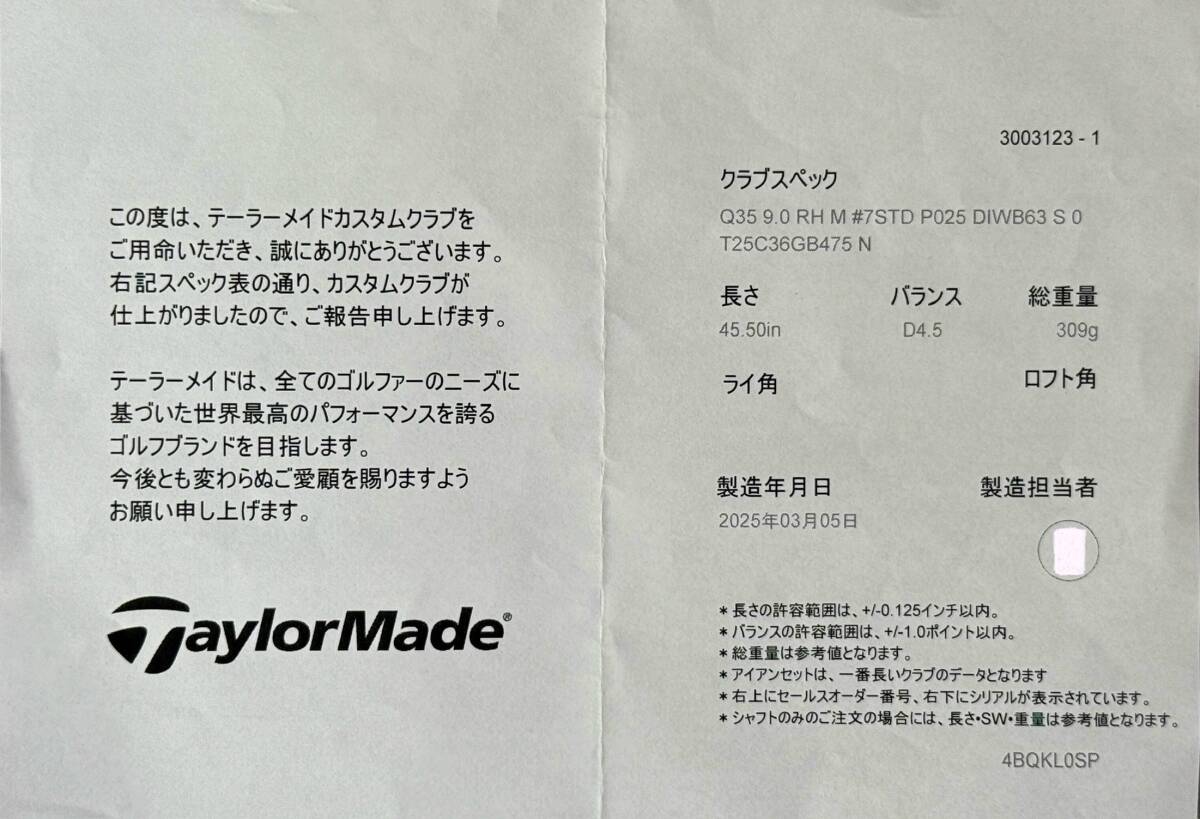 この度は、テーラーメイドカスタムクラブを
ご用命いただき、誠にありがとうございます。
右記スペック表の通り、カスタムクラブが
仕上がりましたので、ご報告申し上げます。
テーラーメイドは、全てのゴルファーのニーズに
基づいた世界最高のパフォーマンスを誇る
ゴルフブランドを目指します。
今後とも変わらぬご愛顧を賜りますよう
お願い申し上げます。
TaylorMade®
3003123 - 1
クラブスペック
Q35 9.0 RH M #7STD P025 DIWB63 S 0
T25C36GB475 N
長さ バランス 総重量
45.50in D4.5 309g
ライ角 ロフト角
製造年月日 製造担当者
2025年03月05日
* 長さの許容範囲は、+/-0.125インチ以内。
* バランスの許容範囲は、+/-1.0ポイント以内。
* 総重量は参考値となります。
* アイアンセットは、一番長いクラブのデータとなります
* 右上にセールスオーダー番号、右下にシリアルが表示されています。
* シャフトのみのご注文の場合には、長さ・SW・重量は参考値となります。
4BQKL0SP